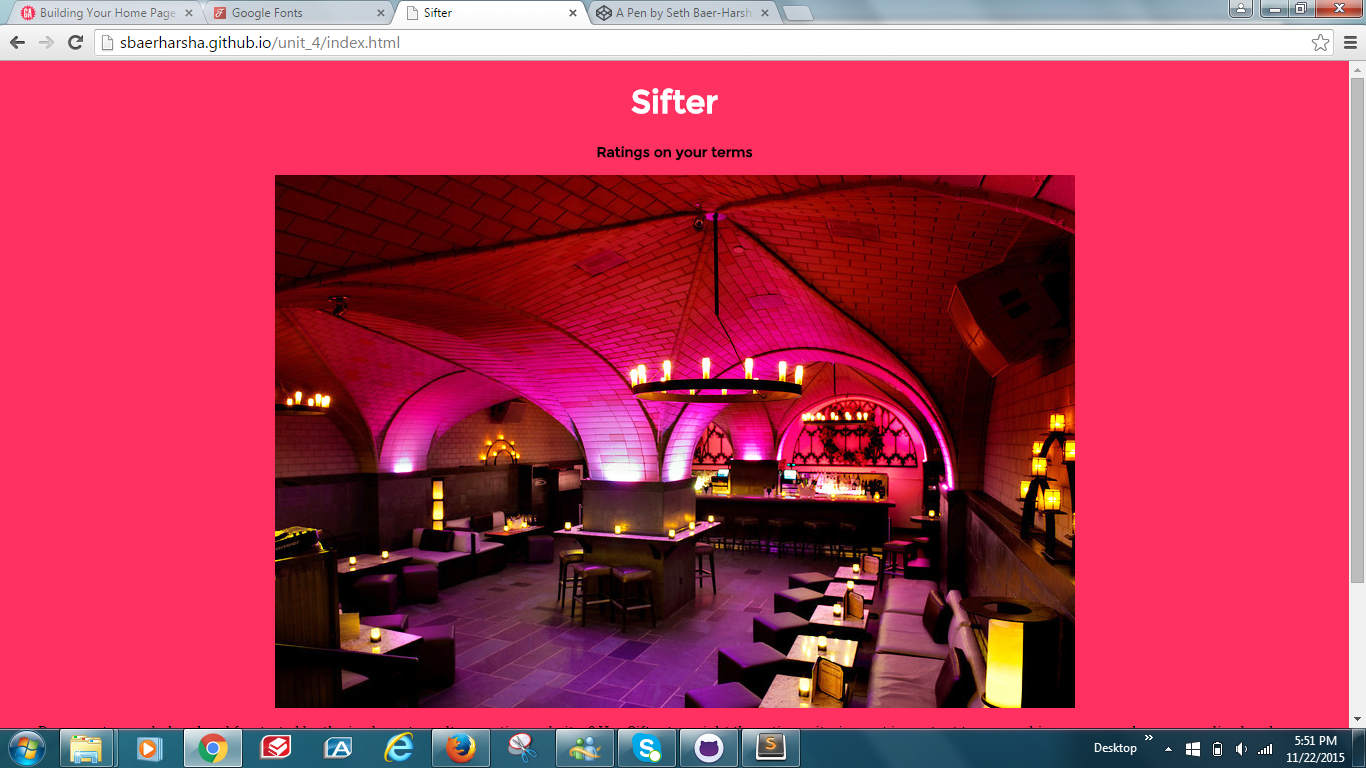 Building Your Home Page
Google Fonts
Sifter
A Pen by Seth Baer-Harsh
sbaerharsha.github.io/unit_4/index.html
Sifter
Ratings on your terms
Desktop
5:51 PM
11/22/2015